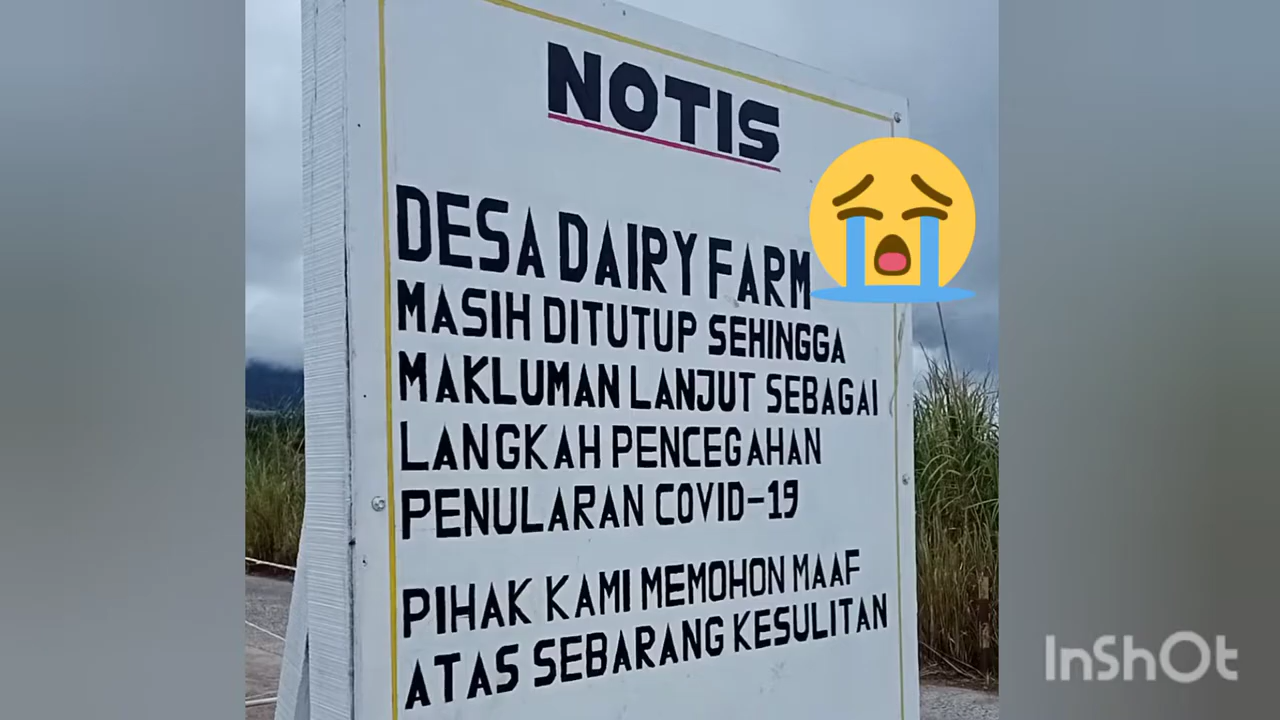 NOTIS
DESA DAIRY FARM
MASIH DITUTUP SEHINGGA
MAKLUMAN LANJUT SEBAGAI
LANGKAH PENCEGAHAN
PENULARAN COVID-19
PIHAK KAMI MEMOHON MAAF
ATAS SEBARANG KESULITAN
InShOt